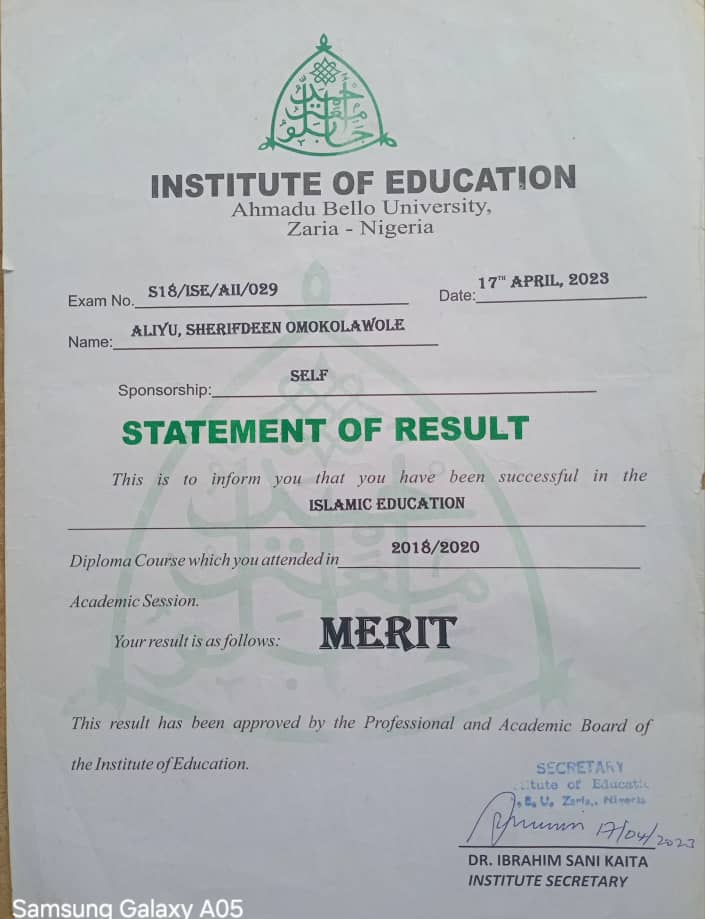 INSTITUTE OF EDUCATION
Ahmadu Bello University,
Zaria - Nigeria
Exam No. S18/ISE/AII/029
Date: 17TH APRIL, 2023
Name: ALIYU, SHERIFDEEN OMOKOLAWOLE
Sponsorship: SELF
STATEMENT OF RESULT
This is to inform you that you have been successful in the
ISLAMIC EDUCATION
Diploma Course which you attended in 2018/2020
Academic Session.
Your result is as follows: MERIT
This result has been approved by the Professional and Academic Board of
the Institute of Education.
SECRETARY
of
Zaria, Nigeria
17/04/2023
DR. IBRAHIM SANI KAITA
INSTITUTE SECRETARY
Samsung Galaxy A05